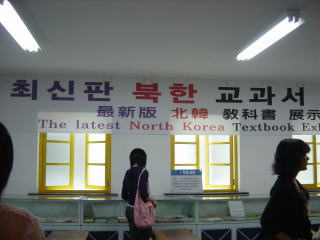 최신판 북한 교과서
最新版 北韓 敎科書 展示
The latest North Korea Textbook Exh